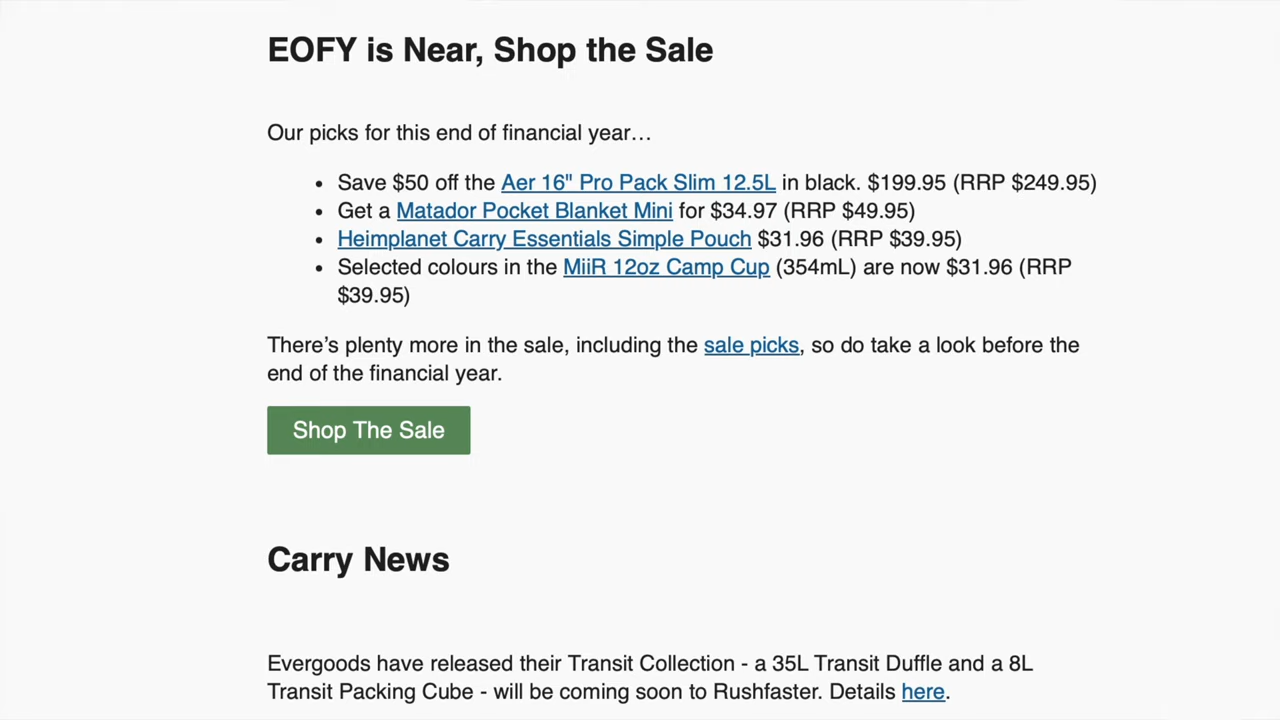 EOFY is Near, Shop the Sale
Our picks for this end of financial year…
• Save $50 off the Aer 16" Pro Pack Slim 12.5L in black. $199.95 (RRP $249.95)
• Get a Matador Pocket Blanket Mini for $34.97 (RRP $49.95)
• Heimplanet Carry Essentials Simple Pouch $31.96 (RRP $39.95)
• Selected colours in the MiiR 12oz Camp Cup (354mL) are now $31.96 (RRP
$39.95)
There’s plenty more in the sale, including the sale picks, so do take a look before the
end of the financial year.
Shop The Sale
Carry News
Evergoods have released their Transit Collection - a 35L Transit Duffle and a 8L
Transit Packing Cube - will be coming soon to Rushfaster. Details here.